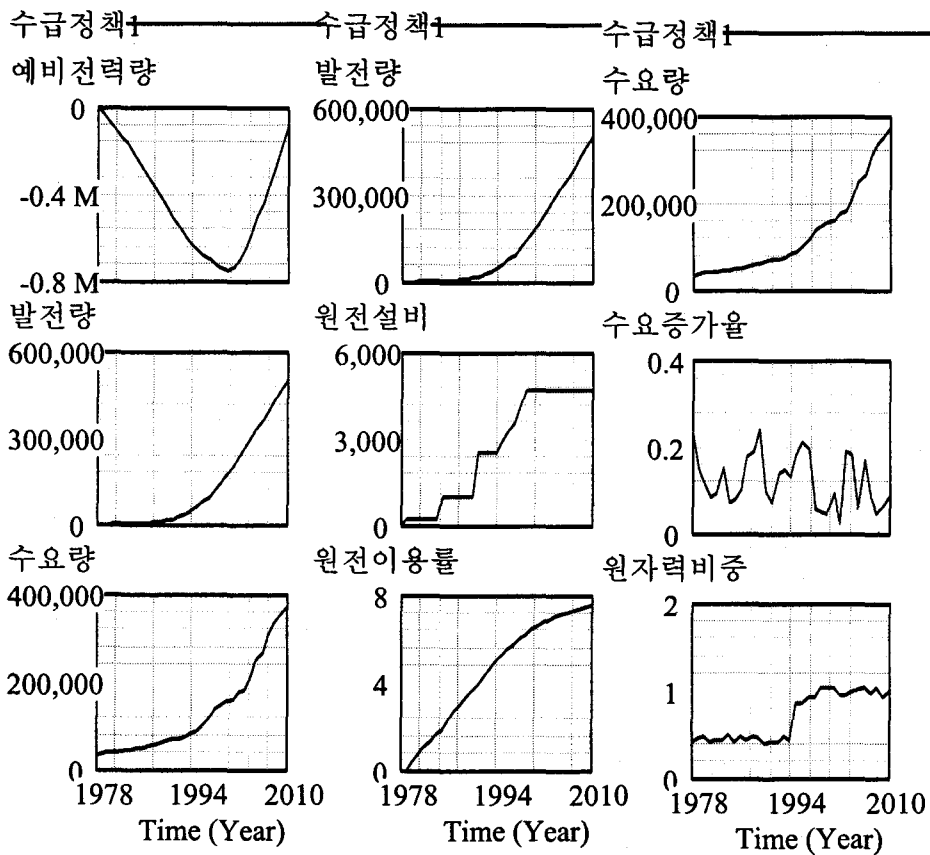 수급정책1
예비전력량
0
-0.4 M
-0.8 M
발전량
600,000
300,000
0
수요량
400,000
200,000
0
1978 1994 2010
Time (Year)
수급정책1
발전량
600,000
300,000
0
원전설비
6,000
3,000
0
원전이용률
8
4
0
1978 1994 2010
Time (Year)
수급정책1
수요량
400,000
200,000
0
수요증가율
0.4
0.2
0
원자력비중
2
1
0
1978 1994 2010
Time (Year)